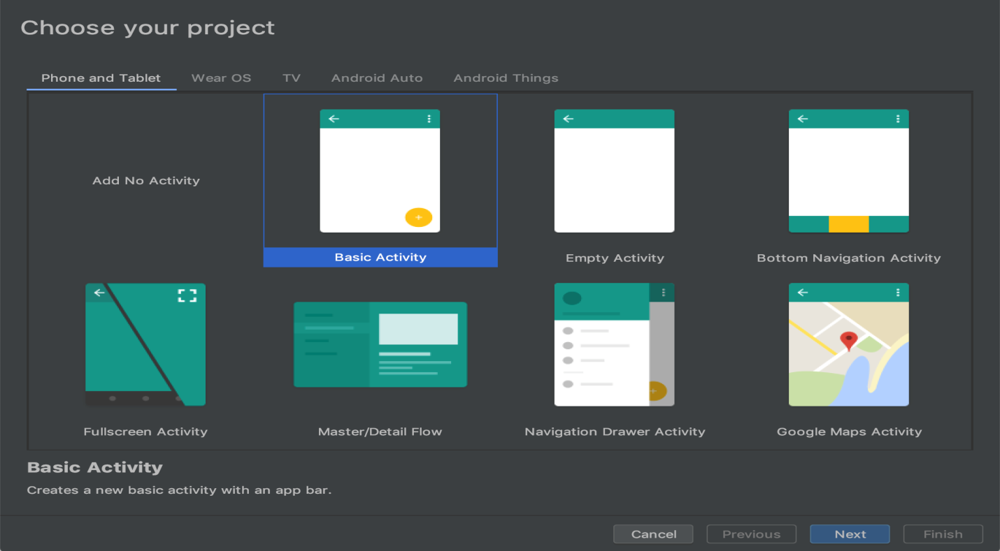 Choose your project
Phone and Tablet Wear OS TV Android Auto Android Things
Add No Activity
Basic Activity Empty Activity Bottom Navigation Activity
Fullscreen Activity Master/Detail Flow Navigation Drawer Activity Google Maps Activity
Basic Activity
Creates a new basic activity with an app bar.
Cancel Previous Next Finish